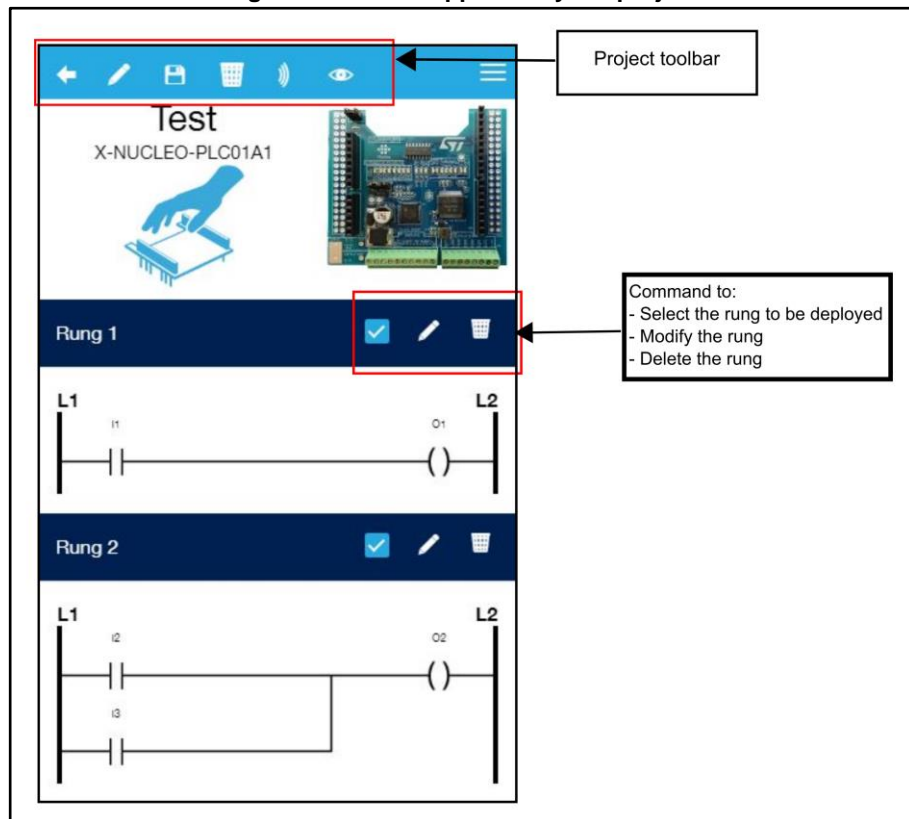 Project toolbar
Test
X-NUCLEO-PLC01A1
ST
Command to:
- Select the rung to be deployed
- Modify the rung
- Delete the rung
Rung 1
L1
L2
I1
O1
Rung 2
L1
L2
I2
O2
I3